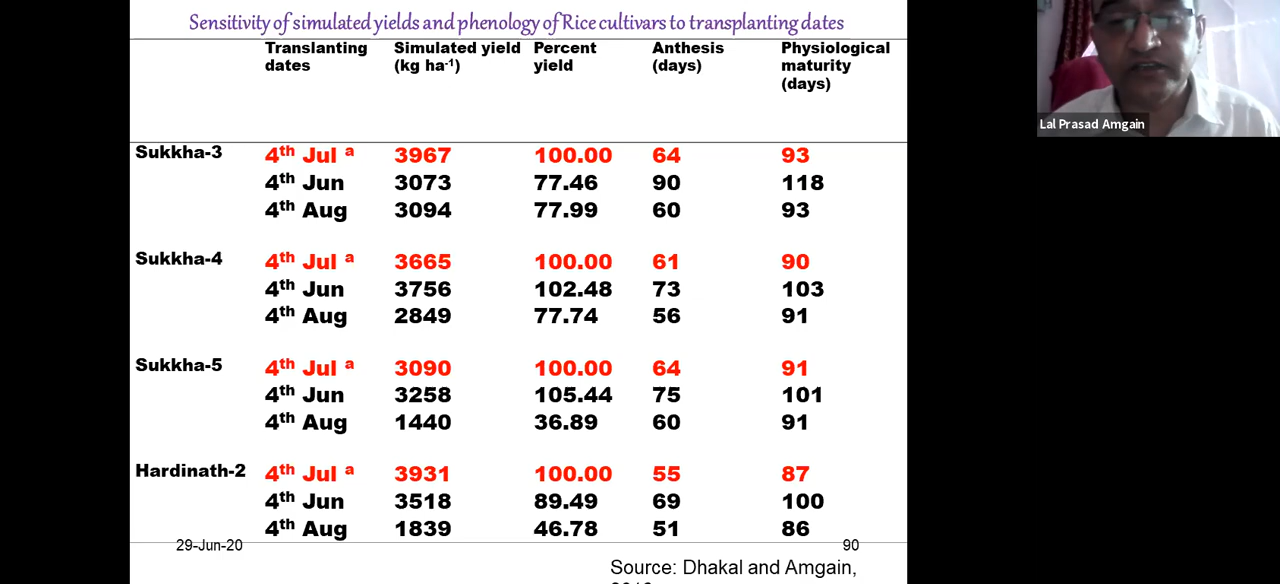 Sensitivity of simulated yields and phenology of Rice cultivars to transplanting dates
Translanting dates Simulated yield (kg ha-1) Percent yield Anthesis (days) Physiological maturity (days)
Sukkha-3 4th Jul a 3967 100.00 64 93
4th Jun 3073 77.46 90 118
4th Aug 3094 77.99 60 93
Sukkha-4 4th Jul a 3665 100.00 61 90
4th Jun 3756 102.48 73 103
4th Aug 2849 77.74 56 91
Sukkha-5 4th Jul a 3090 100.00 64 91
4th Jun 3258 105.44 75 101
4th Aug 1440 36.89 60 91
Hardinath-2 4th Jul a 3931 100.00 55 87
4th Jun 3518 89.49 69 100
4th Aug 1839 46.78 51 86
29-Jun-20 90
Source: Dhakal and Amgain,
Lal Prasad Amgain